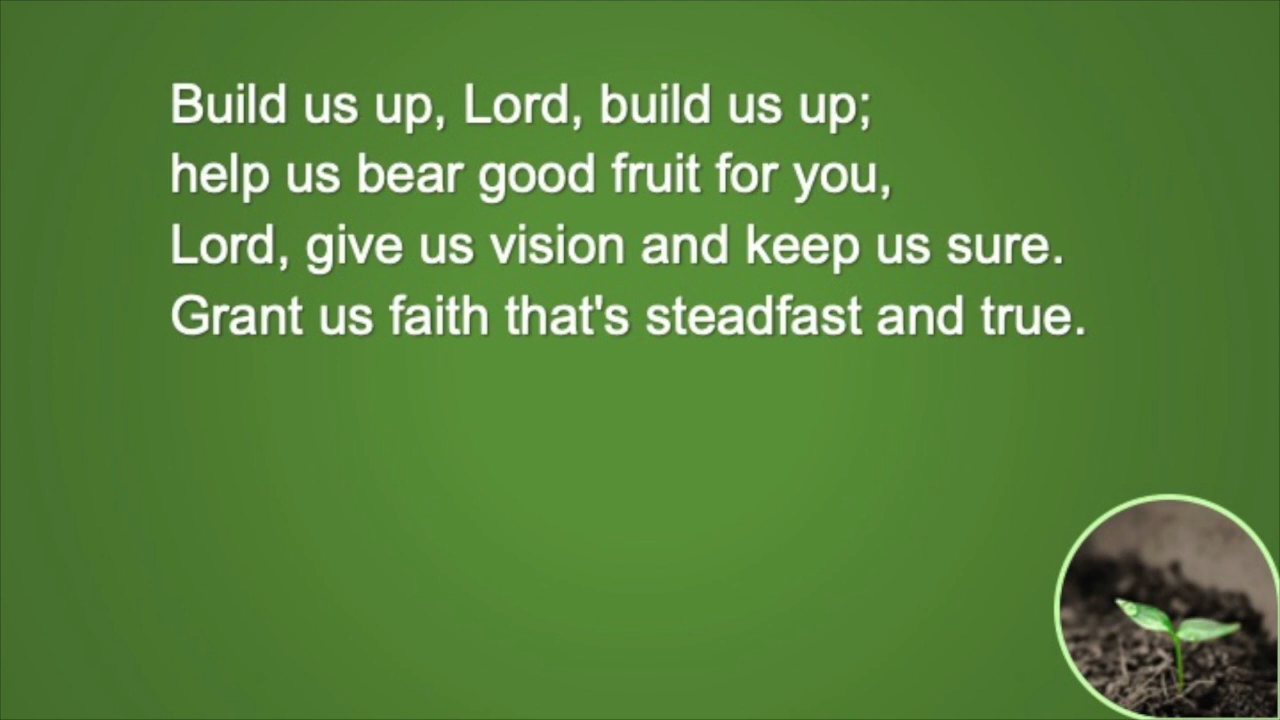 Build us up, Lord, build us up;
help us bear good fruit for you,
Lord, give us vision and keep us sure.
Grant us faith that's steadfast and true.